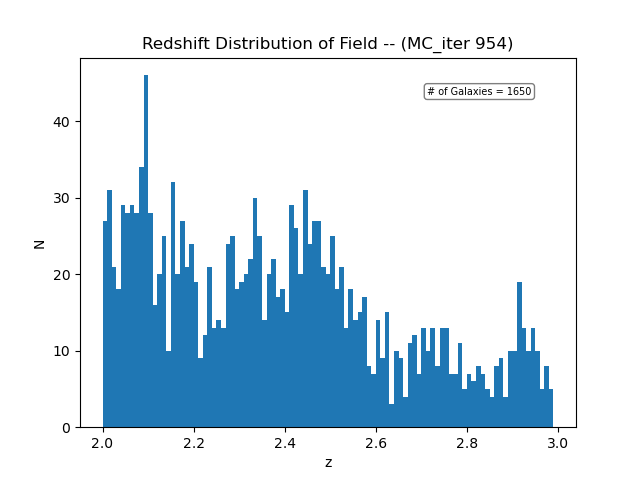 Redshift Distribution of Field -- (MC_iter 954)
# of Galaxies = 1650
40
30
20
10
0
N
2.0 2.2 2.4 2.6 2.8 3.0
z